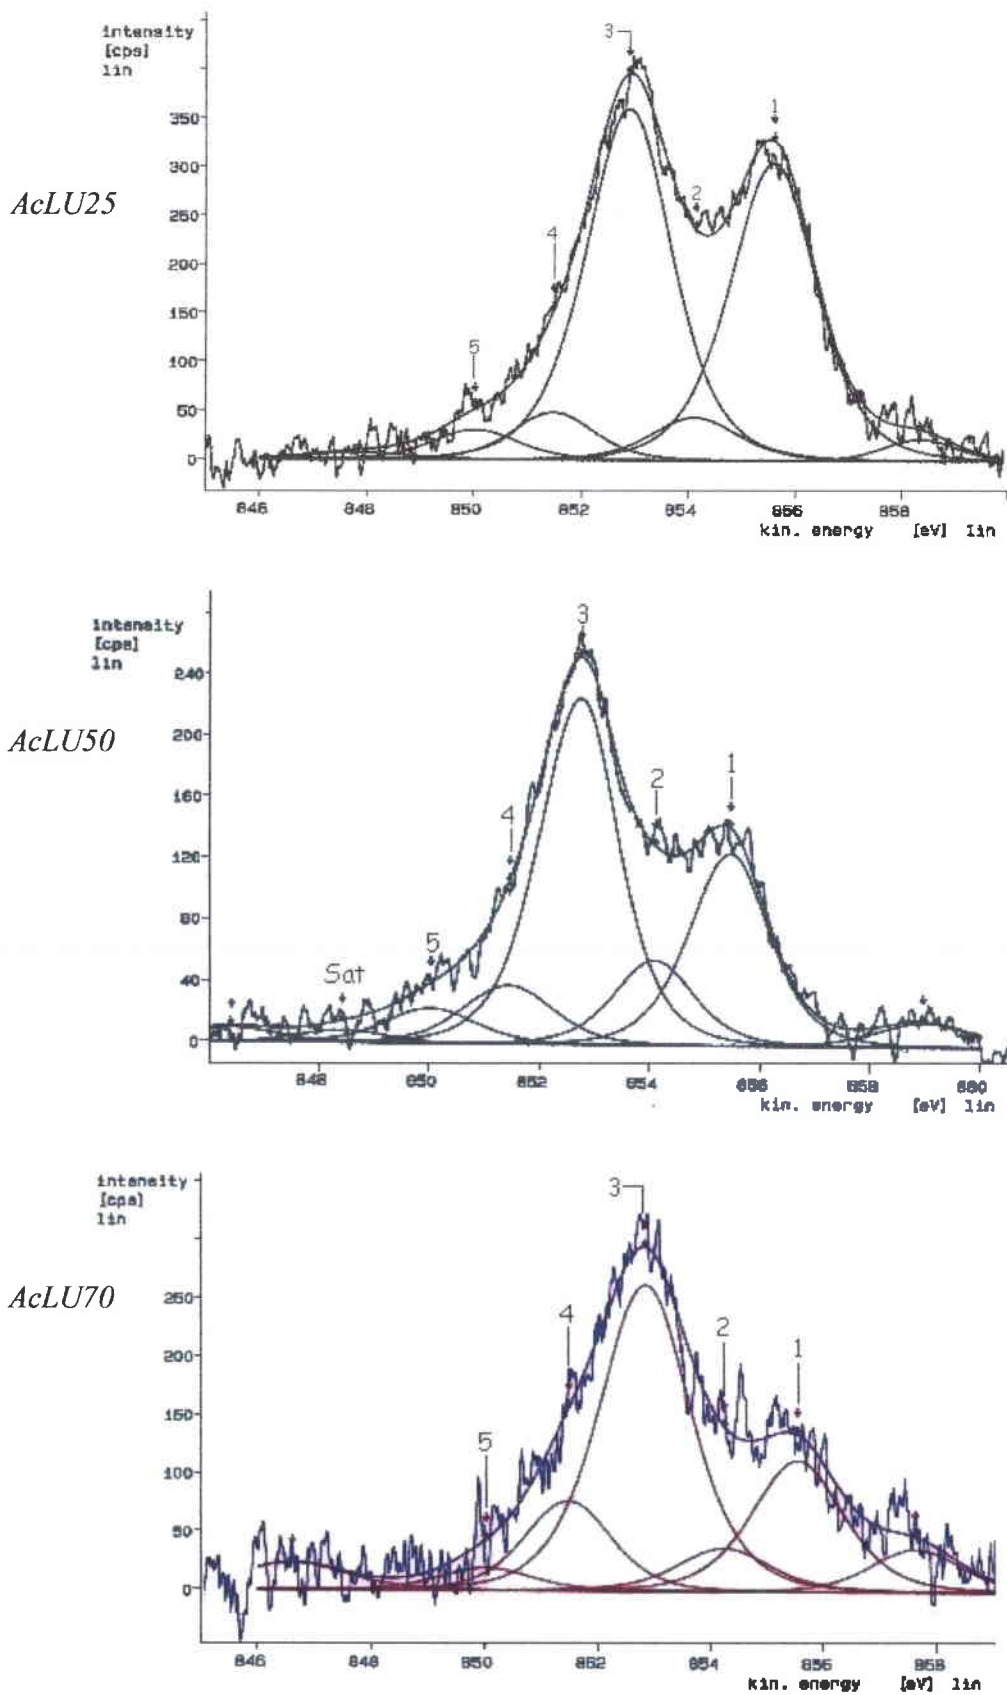 intensity
[cps]
lin
3
1
350
AcLU25
300
2
250
4
200
150
5
100
50
0
846 848 850 852 854 856 858
kin. energy [eV] lin
intensity
[cps]
lin
3
240
AcLU50
200
2 1
160
4
120
80
5
Sat
40
0
848 850 852 854 856 858 860
kin. energy [eV] lin
intensity
[cps]
lin
3
AcLU70
250
4
2
200
1
150
5
100
50
0
846 848 850 852 854 856 858
kin. energy [eV] lin